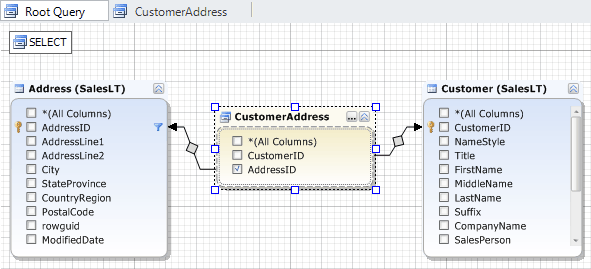 Root Query
CustomerAddress
SELECT
Address (SalesLT)
*(All Columns)
AddressID
AddressLine1
AddressLine2
City
StateProvince
CountryRegion
PostalCode
rowguid
ModifiedDate
CustomerAddress
...
*(All Columns)
CustomerID
AddressID
Customer (SalesLT)
*(All Columns)
CustomerID
NameStyle
Title
FirstName
MiddleName
LastName
Suffix
CompanyName
SalesPerson